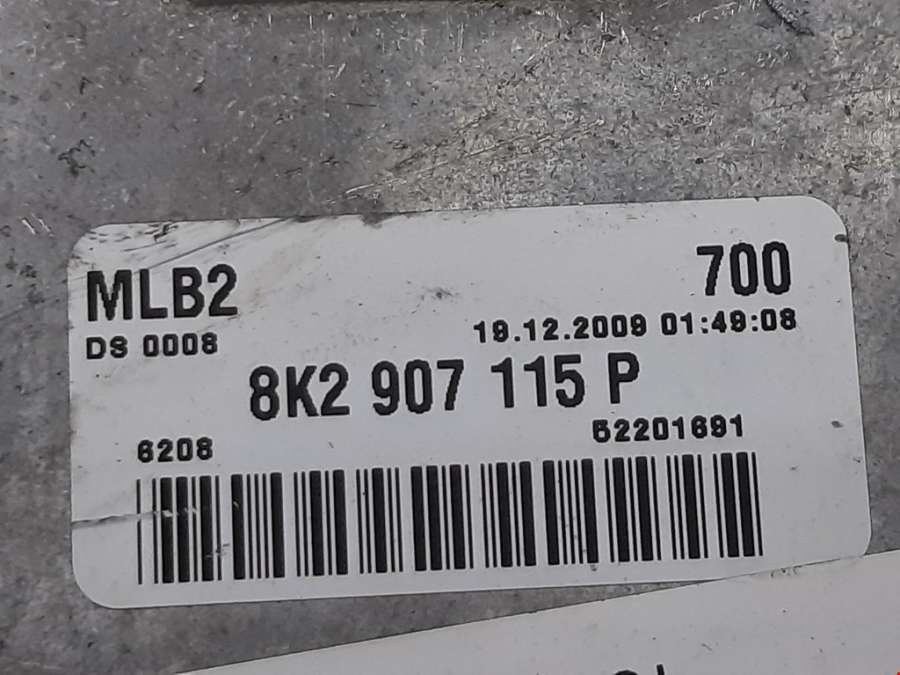 MLB2 700
DS 0008 19.12.2009 01:49:08
8K2 907 115 P
6208 52201691